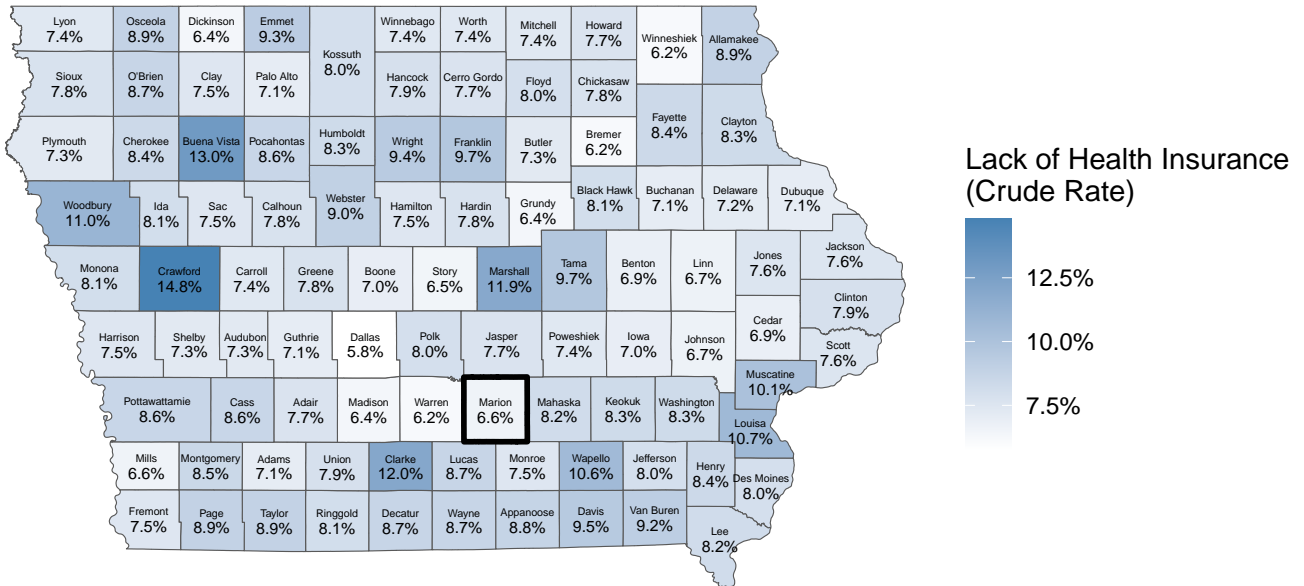 Lyon
7.4%
Osceola
8.9%
Dickinson
6.4%
Emmet
9.3%
Kossuth
8.0%
Winnebago
7.4%
Worth
7.4%
Mitchell
7.4%
Howard
7.7%
Winneshiek
6.2%
Allamakee
8.9%
Sioux
7.8%
O'Brien
8.7%
Clay
7.5%
Palo Alto
7.1%
Hancock
7.9%
Cerro Gordo
7.7%
Floyd
8.0%
Chickasaw
7.8%
Fayette
8.4%
Clayton
8.3%
Plymouth
7.3%
Cherokee
8.4%
Buena Vista
13.0%
Pocahontas
8.6%
Humboldt
8.3%
Wright
9.4%
Franklin
9.7%
Butler
7.3%
Bremer
6.2%
Woodbury
11.0%
Ida
8.1%
Sac
7.5%
Calhoun
7.8%
Webster
9.0%
Hamilton
7.5%
Hardin
7.8%
Grundy
6.4%
Black Hawk
8.1%
Buchanan
7.1%
Delaware
7.2%
Dubuque
7.1%
Monona
8.1%
Crawford
14.8%
Carroll
7.4%
Greene
7.8%
Boone
7.0%
Story
6.5%
Marshall
11.9%
Tama
9.7%
Benton
6.9%
Linn
6.7%
Jones
7.6%
Jackson
7.6%
Clinton
7.9%
Harrison
7.5%
Shelby
7.3%
Audubon
7.3%
Guthrie
7.1%
Dallas
5.8%
Polk
8.0%
Jasper
7.7%
Poweshiek
7.4%
Iowa
7.0%
Johnson
6.7%
Cedar
6.9%
Scott
7.6%
Muscatine
10.1%
Pottawattamie
8.6%
Cass
8.6%
Adair
7.7%
Madison
6.4%
Warren
6.2%
Marion
6.6%
Mahaska
8.2%
Keokuk
8.3%
Washington
8.3%
Louisa
10.7%
Mills
6.6%
Montgomery
8.5%
Adams
7.1%
Union
7.9%
Clarke
12.0%
Lucas
8.7%
Monroe
7.5%
Wapello
10.6%
Jefferson
8.0%
Henry
8.4%
Des Moines
8.0%
Fremont
7.5%
Page
8.9%
Taylor
8.9%
Ringgold
8.1%
Decatur
8.7%
Wayne
8.7%
Appanoose
8.8%
Davis
9.5%
Van Buren
9.2%
Lee
8.2%
Lack of Health Insurance
(Crude Rate)
12.5%
10.0%
7.5%